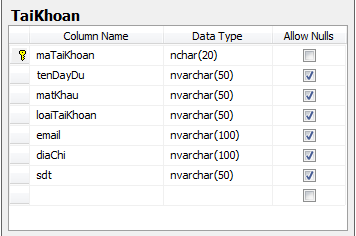 TaiKhoan
Column Name Data Type Allow Nulls
maTaiKhoan nchar(20)
tenDayDu nvarchar(50)
matKhau nvarchar(50)
loaiTaiKhoan nvarchar(50)
email nvarchar(100)
diaChi nvarchar(100)
sdt nvarchar(50)